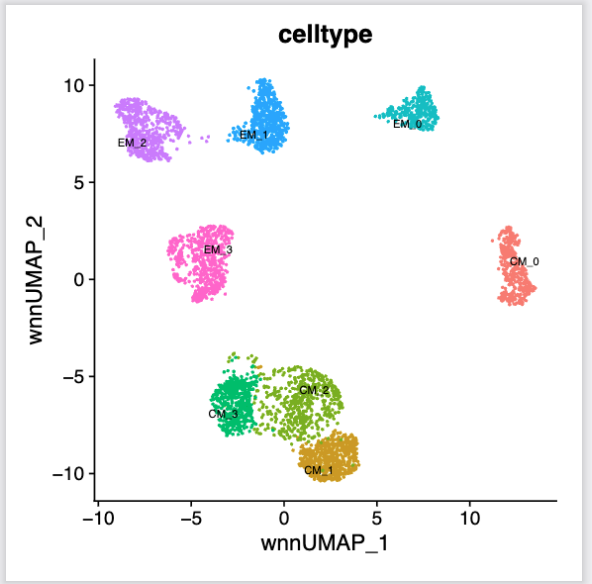 celltype
10
5
0
−5
−10
−10
−5
0
5
10
wnnUMAP_2
wnnUMAP_1
EM_2
EM_1
EM_0
EM_3
CM_0
CM_2
CM_3
CM_1